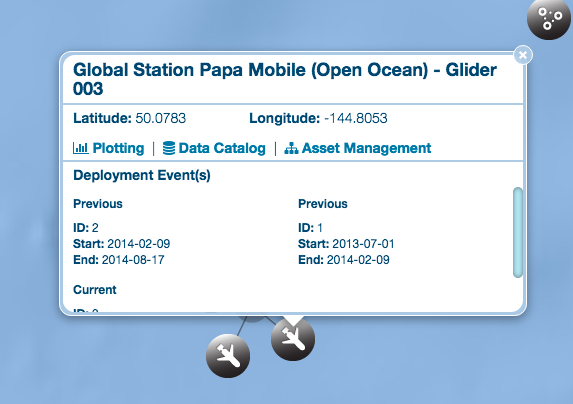 Global Station Papa Mobile (Open Ocean) - Glider
003
Latitude: 50.0783 Longitude: -144.8053
Plotting | Data Catalog | Asset Management
Deployment Event(s)
Previous Previous
ID: 2 ID: 1
Start: 2014-02-09 Start: 2013-07-01
End: 2014-08-17 End: 2014-02-09
Current